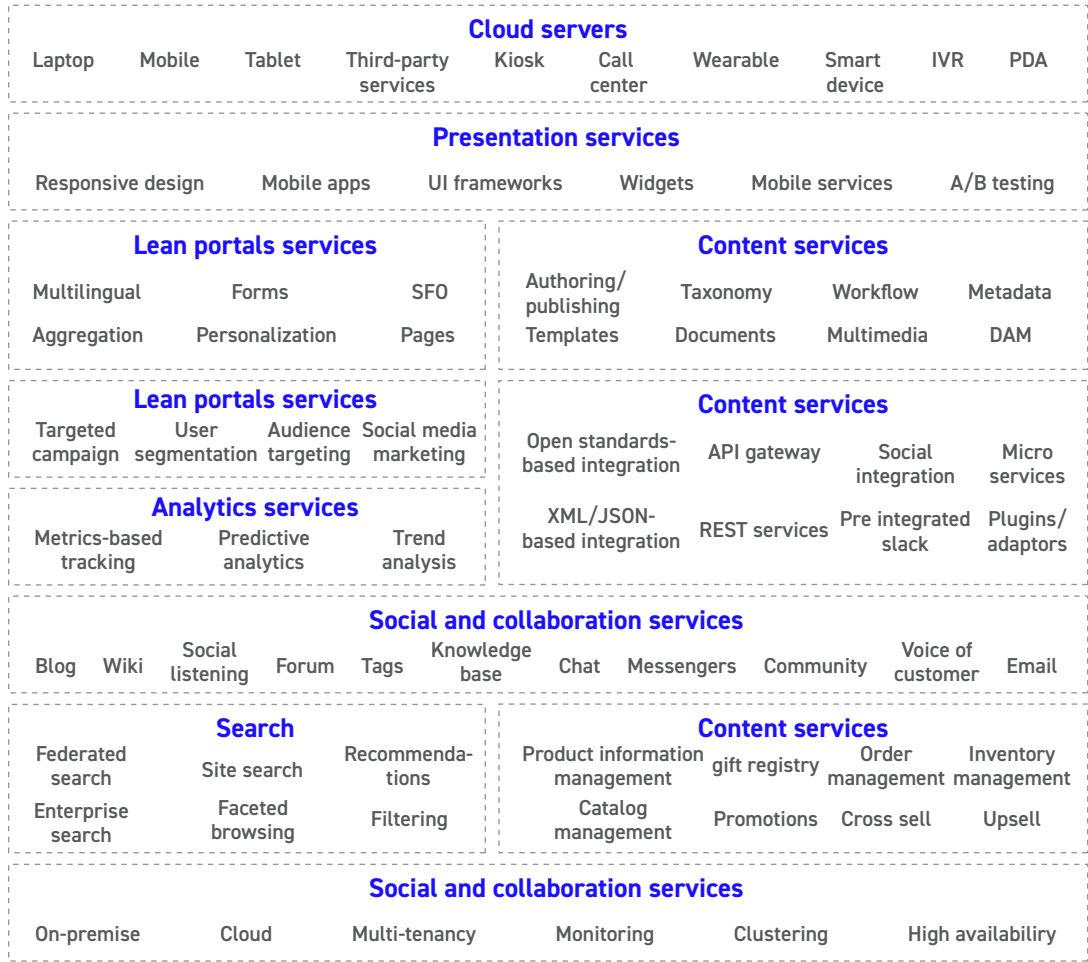 Cloud servers
Laptop Mobile Tablet Third-party services Kiosk Call center Wearable Smart device IVR PDA
Presentation services
Responsive design Mobile apps UI frameworks Widgets Mobile services A/B testing
Lean portals services
Multilingual Forms SFO
Aggregation Personalization Pages
Content services
Authoring/publishing Taxonomy Workflow Metadata
Templates Documents Multimedia DAM
Lean portals services
Targeted campaign User segmentation Audience targeting Social media marketing
Content services
Open standards-based integration API gateway Social integration Micro services
XML/JSON-based integration REST services Pre integrated slack Plugins/adaptors
Analytics services
Metrics-based tracking Predictive analytics Trend analysis
Social and collaboration services
Blog Wiki Social listening Forum Tags Knowledge base Chat Messengers Community Voice of customer Email
Search
Federated search Site search Recommenda-tions
Enterprise search Faceted browsing Filtering
Content services
Product information management gift registry Order management Inventory management
Catalog management Promotions Cross sell Upsell
Social and collaboration services
On-premise Cloud Multi-tenancy Monitoring Clustering High availabiliry